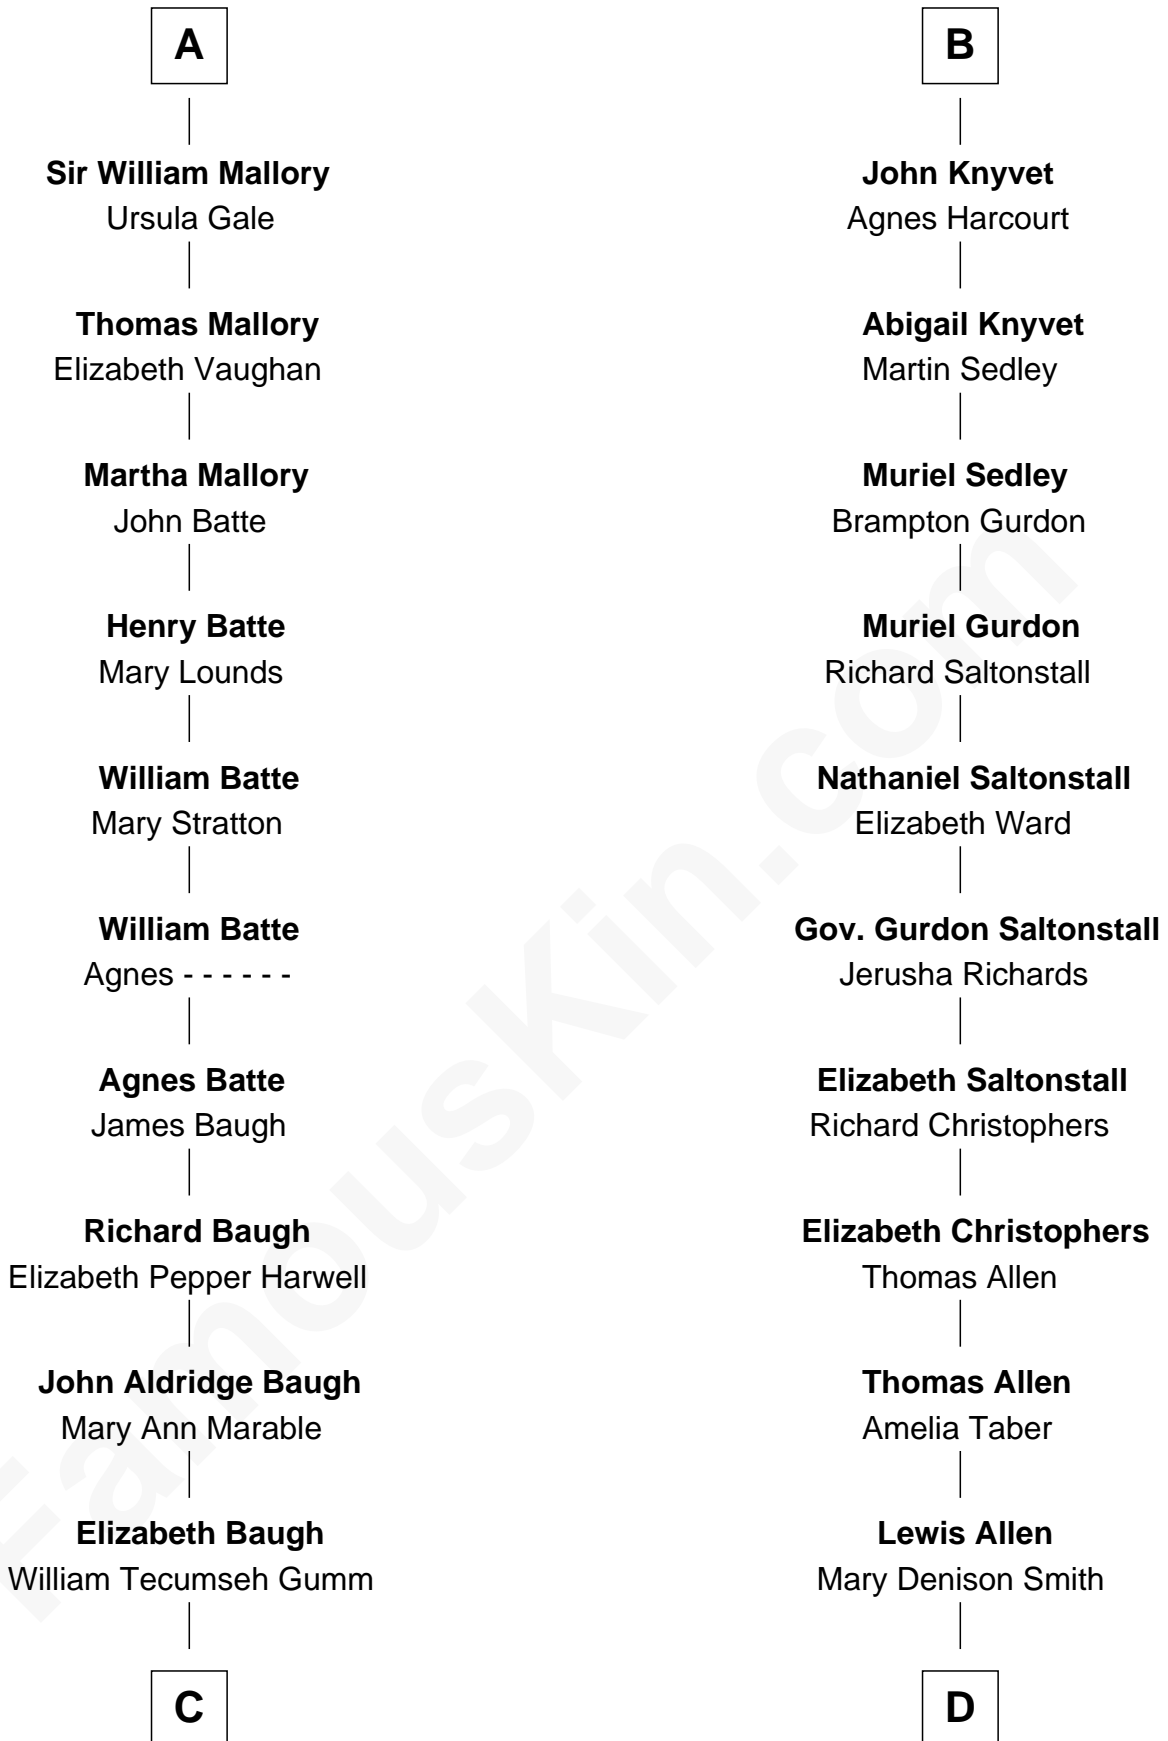 A
Sir William Mallory
Ursula Gale
Thomas Mallory
Elizabeth Vaughan
Martha Mallory
John Batte
Henry Batte
Mary Lounds
William Batte
Mary Stratton
William Batte
Agnes - - - - - -
Agnes Batte
James Baugh
Richard Baugh
Elizabeth Pepper Harwell
John Aldridge Baugh
Mary Ann Marable
Elizabeth Baugh
William Tecumseh Gumm
C
B
John Knyvet
Agnes Harcourt
Abigail Knyvet
Martin Sedley
Muriel Sedley
Brampton Gurdon
Muriel Gurdon
Richard Saltonstall
Nathaniel Saltonstall
Elizabeth Ward
Gov. Gurdon Saltonstall
Jerusha Richards
Elizabeth Saltonstall
Richard Christophers
Elizabeth Christophers
Thomas Allen
Thomas Allen
Amelia Taber
Lewis Allen
Mary Denison Smith
D
FamousKin.com